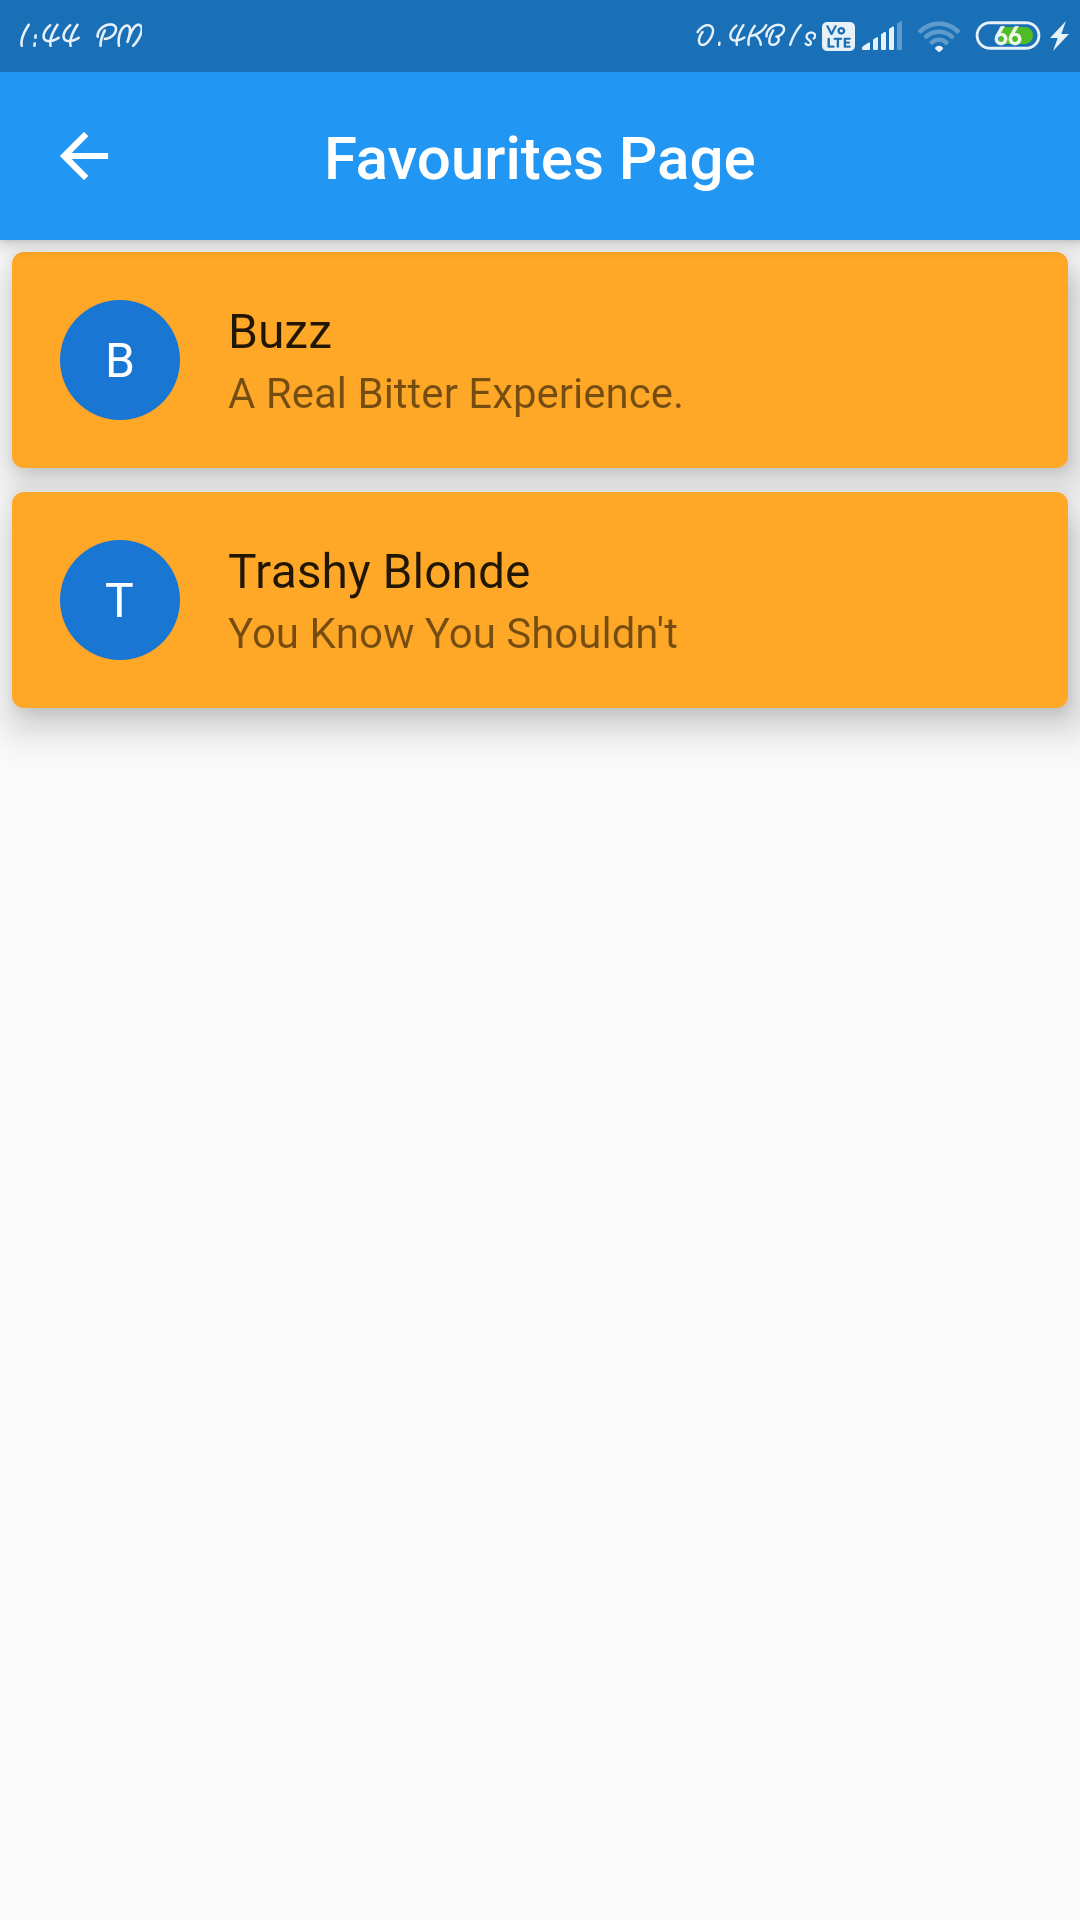 1:44 PM 0.4KB/s Vo LTE 66
Favourites Page
B
Buzz
A Real Bitter Experience.
T
Trashy Blonde
You Know You Shouldn't